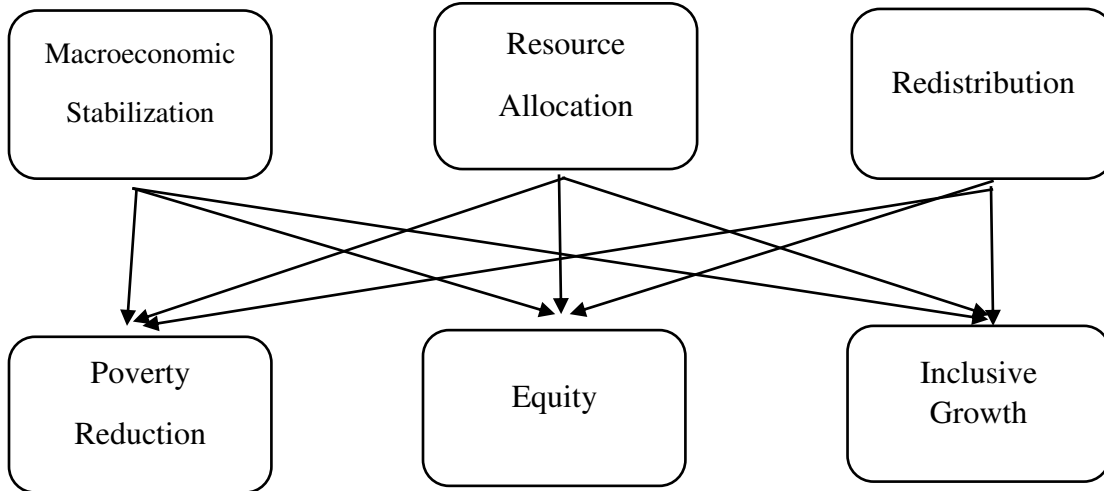 Macroeconomic
Stabilization
Resource
Allocation
Redistribution
Poverty
Reduction
Equity
Inclusive
Growth